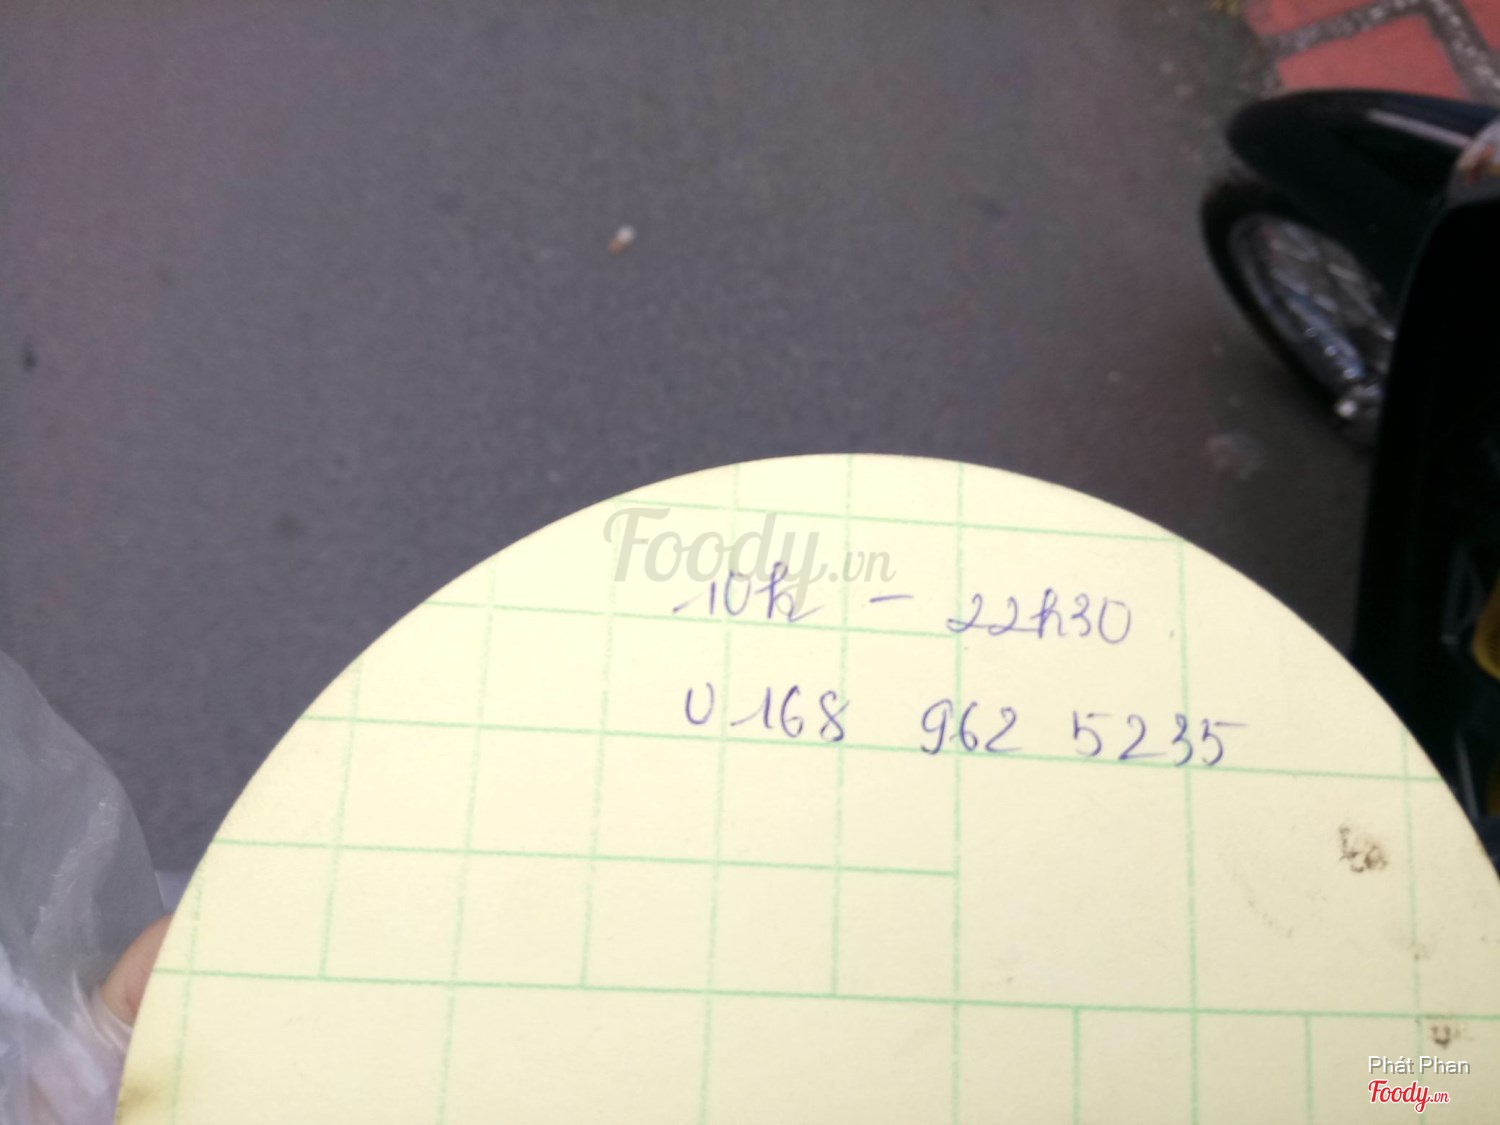 Foody.vn
10h - 22h30
0168 962 5235
Phát Phan
Foody.vn